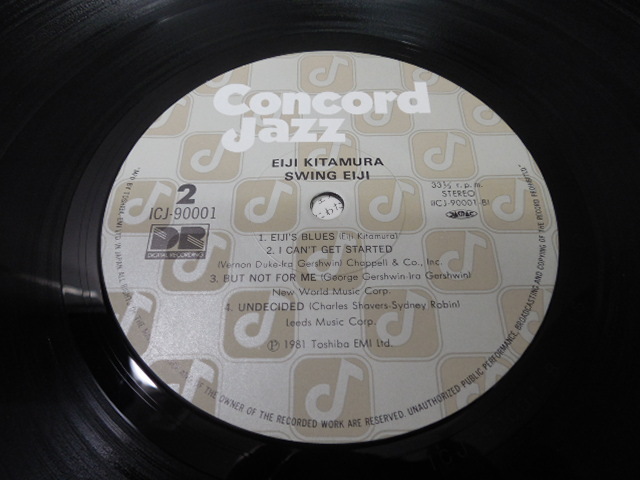 Concord
Jazz
EIJI KITAMURA
SWING EIJI
2
ICJ-90001
DIGITAL RECORDING
33⅓ r.p.m.
STEREO
(ICJ-90001-B)
1. EIJI'S BLUES (Eiji Kitamura)
2. I CAN'T GET STARTED
(Vernon Duke-Ira Gershwin) Chappell & Co., Inc.
3. BUT NOT FOR ME (George Gershwin-Ira Gershwin)
New World Music Corp.
4. UNDECIDED (Charles Shavers-Sydney Robin)
Leeds Music Corp.
Ⓟ 1981 Toshiba EMI Ltd.
OF THE OWNER OF THE RECORDED WORK ARE RESERVED. UNAUTHORIZED PUBLIC PERFORMANCE, BROADCASTING AND COPYING OF THE RECORD PROHIBITED"